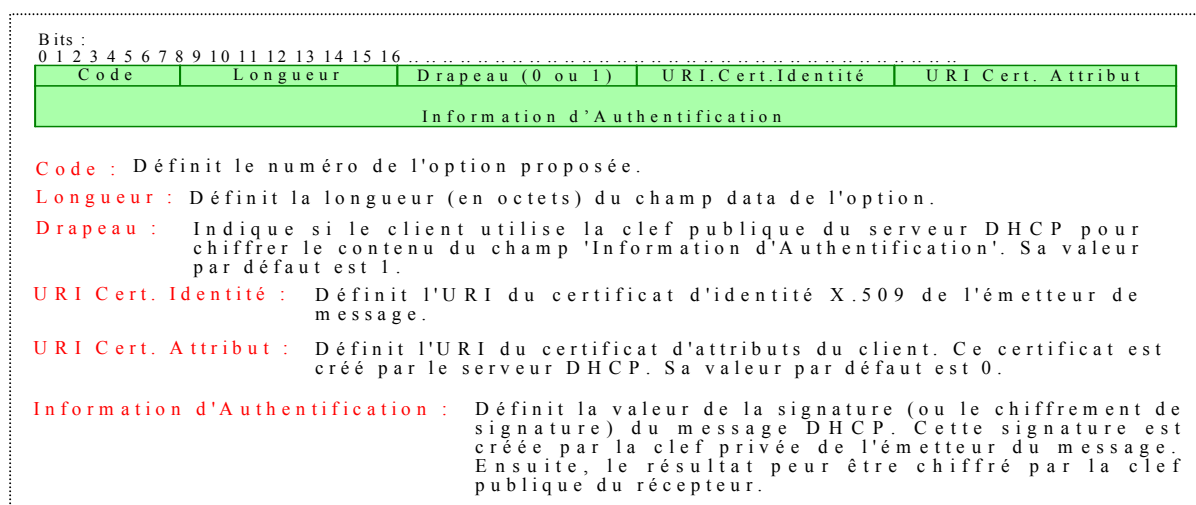 Bits :
0 1 2 3 4 5 6 7 8 9 10 11 12 13 14 15 16 .. .. .. .. .. .. .. .. .. .. .. .. .. .. .. .. .. .. .. .. .. .. .. .. .. .. .. .. .. .. .. .. ..
Code Longueur Drapeau (0 ou 1) URI.Cert.Identité URI Cert. Attribut
Information d'Authentification
Code : Définit le numéro de l'option proposée.
Longueur : Définit la longueur (en octets) du champ data de l'option.
Drapeau : Indique si le client utilise la clef publique du serveur DHCP pour
chiffrer le contenu du champ 'Information d'Authentification'. Sa valeur
par défaut est 1.
URI Cert. Identité : Définit l'URI du certificat d'identité X.509 de l'émetteur de
message.
URI Cert. Attribut : Définit l'URI du certificat d'attributs du client. Ce certificat est
créé par le serveur DHCP. Sa valeur par défaut est 0.
Information d'Authentification : Définit la valeur de la signature (ou le chiffrement de
signature) du message DHCP. Cette signature est
créée par la clef privée de l'émetteur du message.
Ensuite, le résultat peur être chiffré par la clef
publique du récepteur.